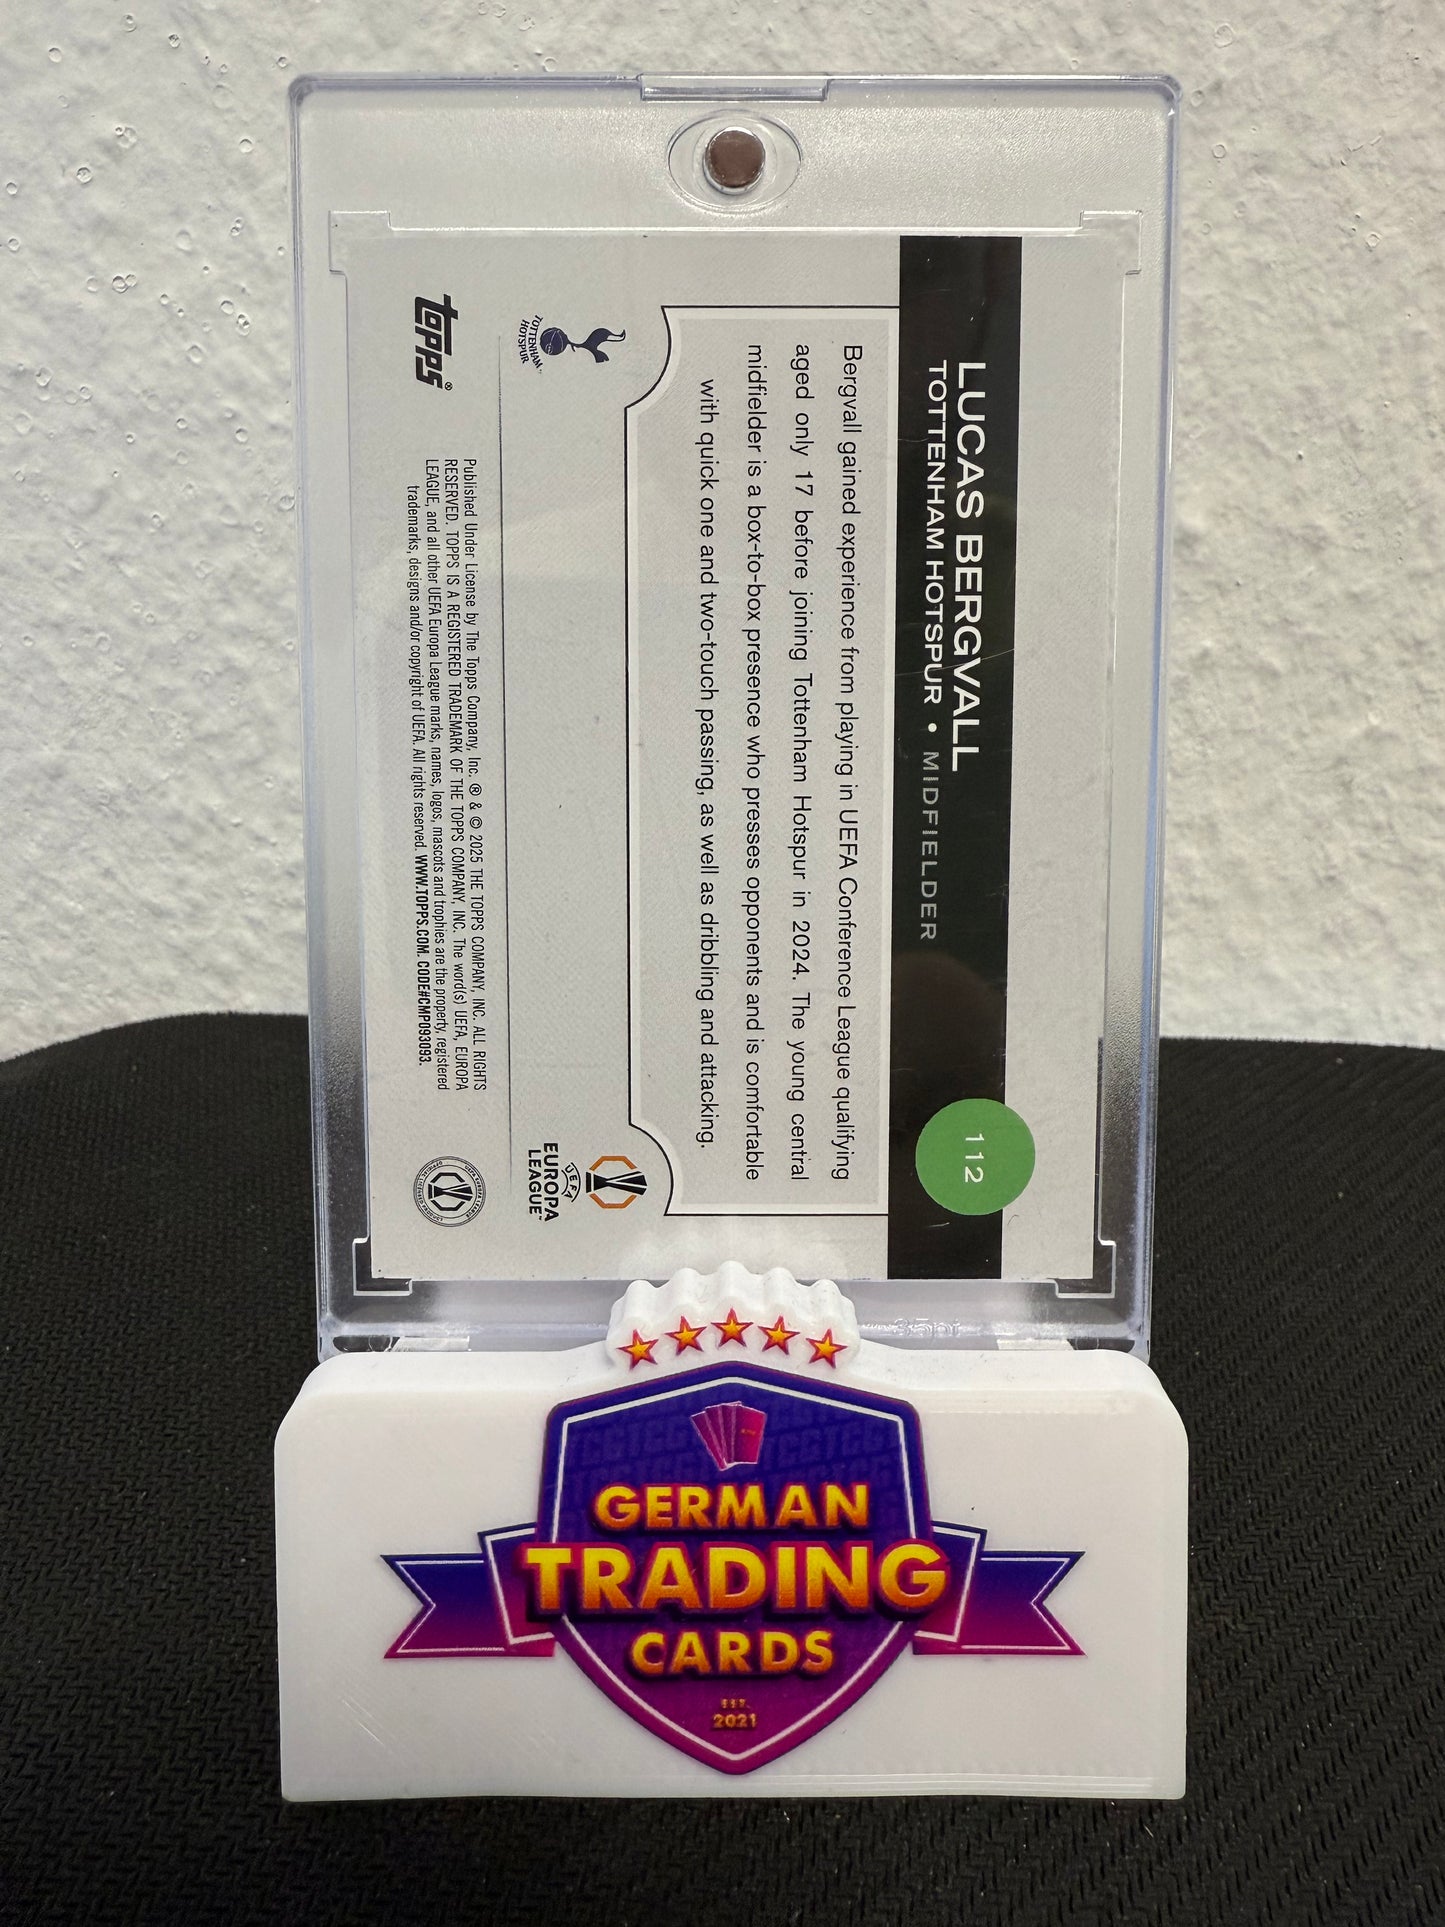 LUCAS BERGVALL
TOTTENHAM HOTSPUR • MIDFIELDER
112
Bergvall gained experience from playing in UEFA Conference League qualifying
aged only 17 before joining Tottenham Hotspur in 2024. The young central
midfielder is a box-to-box presence who presses opponents and is comfortable
with quick one and two-touch passing, as well as dribbling and attacking.
TOTTENHAM
HOTSPUR
UEFA
EUROPA
LEAGUE™
topps®
Published Under License by The Topps Company, Inc. ® & © 2025 THE TOPPS COMPANY, INC. ALL RIGHTS
RESERVED. TOPPS IS A REGISTERED TRADEMARK OF THE TOPPS COMPANY, INC. The word(s) UEFA, EUROPA
LEAGUE, and all other UEFA Europa League marks, names, logos, mascots and trophies are the property, registered
trademarks, designs and/or copyright of UEFA. All rights reserved. WWW.TOPPS.COM. CODE#CMP093093.
GERMAN
TRADING
CARDS
EST.
2021